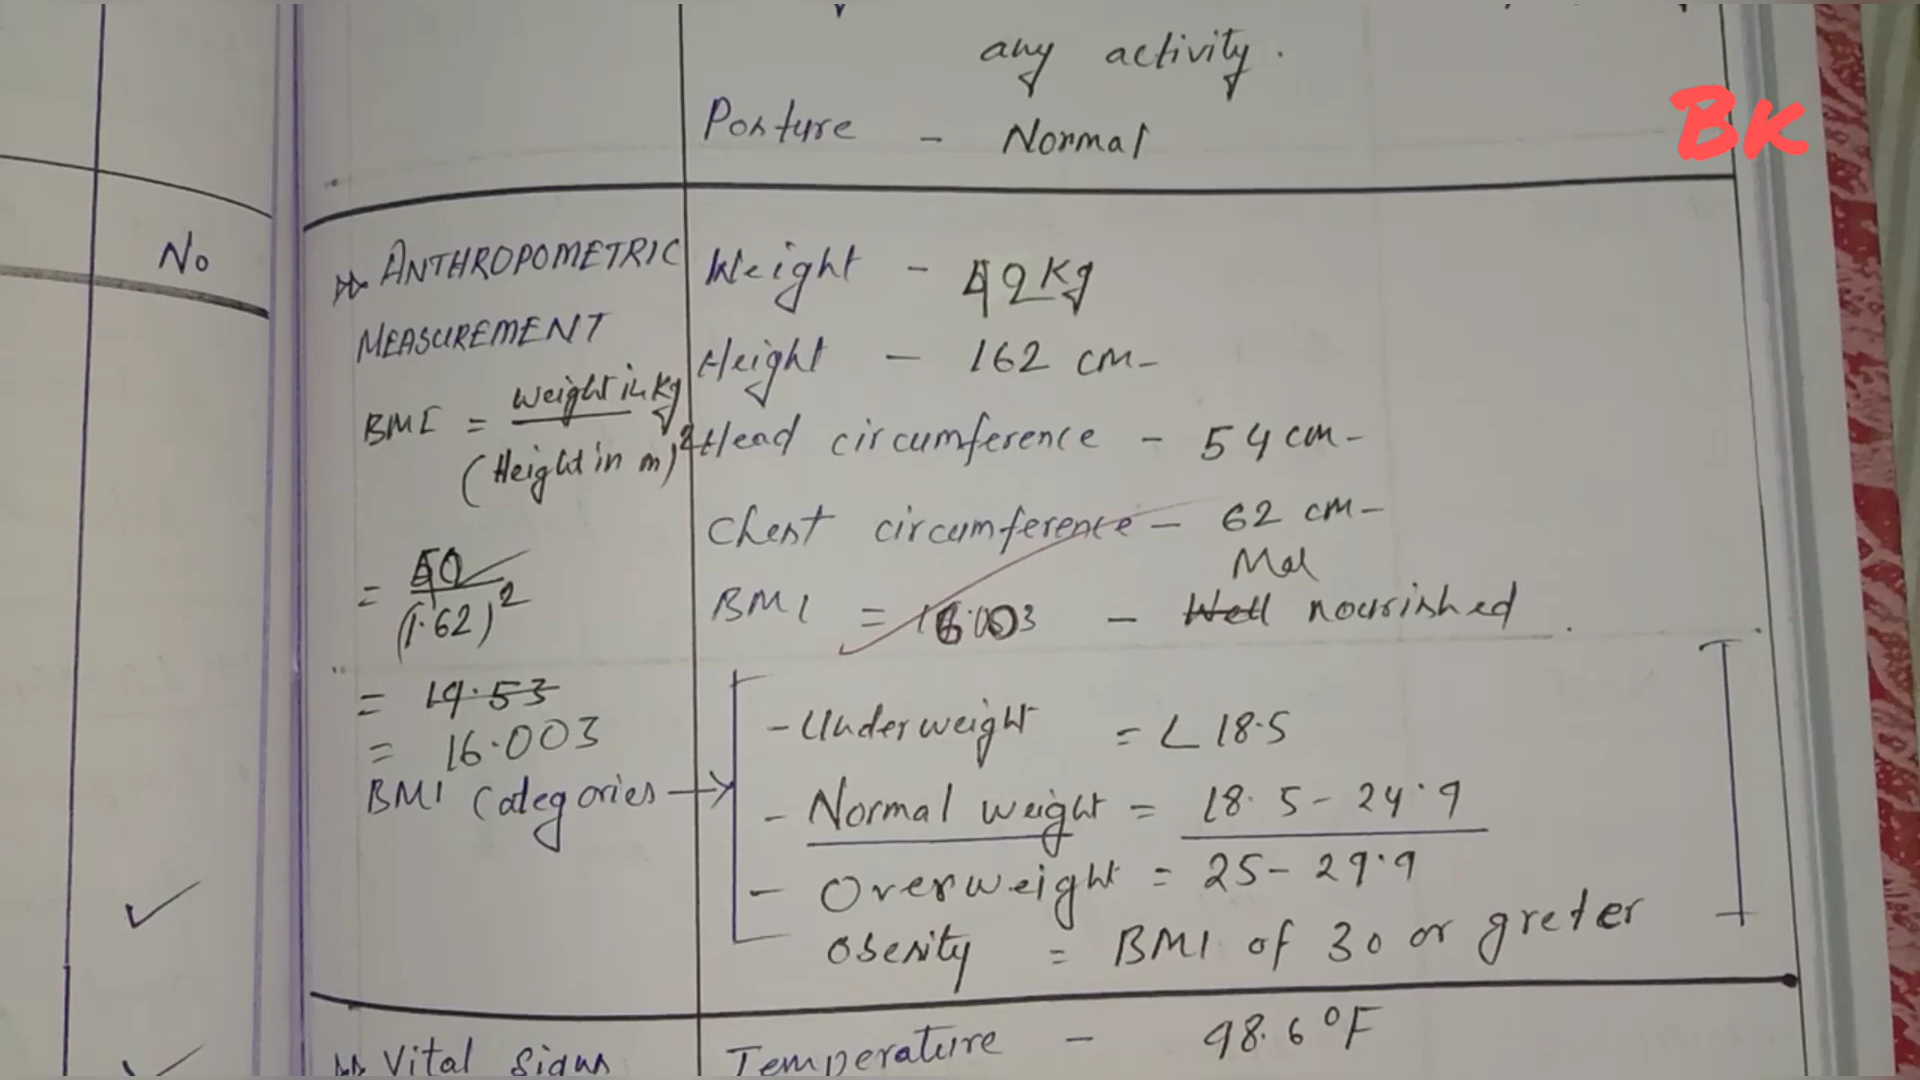 any activity.
Posture - Normal
BK
No
ANTHROPOMETRIC
MEASUREMENT
BMI = Weight in Kg
(Height in m)2
=
(1.62)2
= 19.53
= 16.003
BMI Categories →
Weight - 42 Kg
Height - 162 cm-
Head circumference - 54 cm-
Chest circumference - 62 cm-
Mal
BMI = 16.003 - Well nourished.
- Underweight = < 18.5
- Normal weight = 18.5 - 24.9
- Overweight = 25 - 29.9
Obesity = BMI of 30 or greter
Vital Signs
Temperature - 98.6 °F